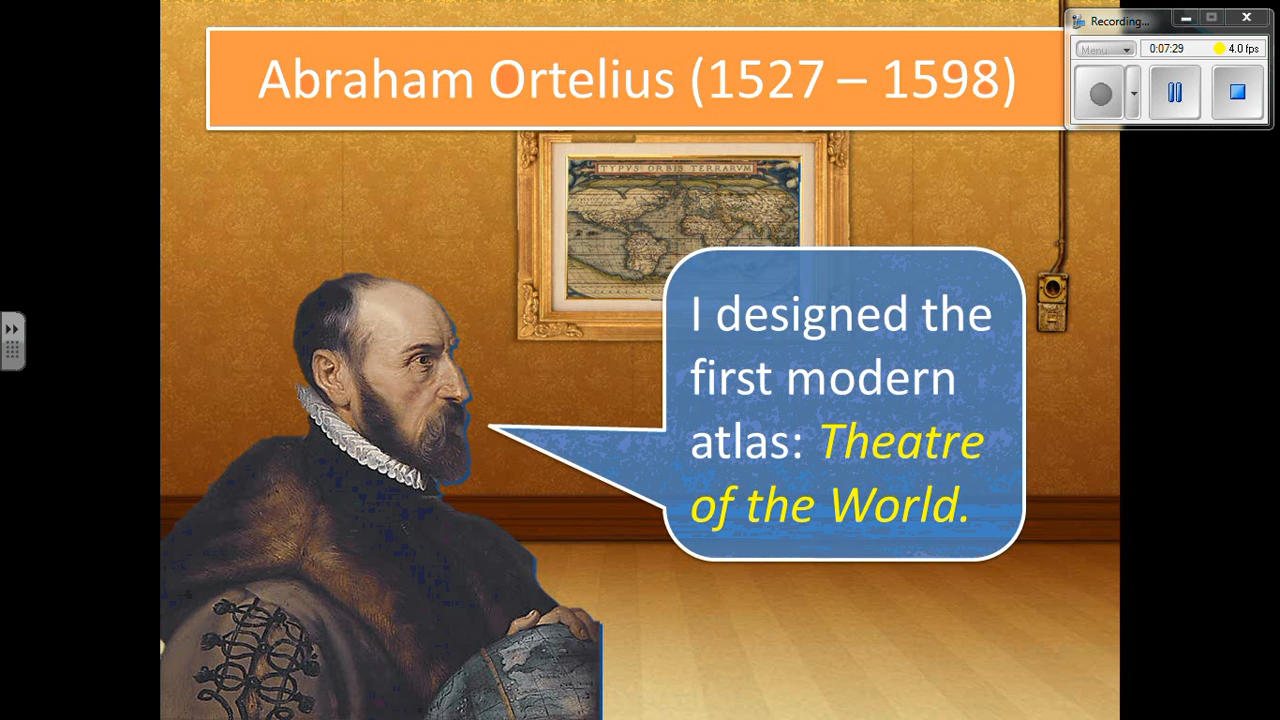 Abraham Ortelius (1527 – 1598)
Recording...
Menu
0:07:29
4.0 fps
TYPVS ORBIS TERRARVM
I designed the
first modern
atlas: Theatre
of the World.